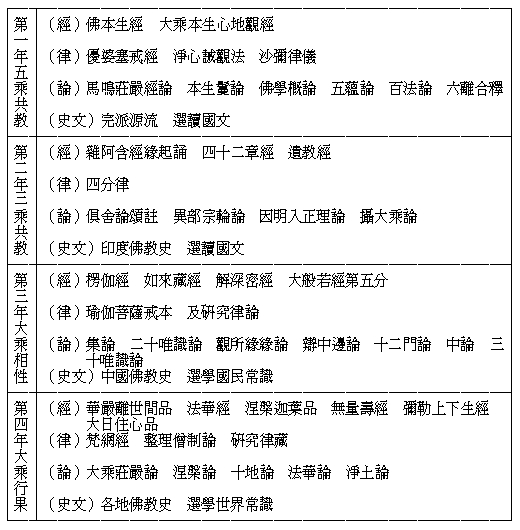 第一年五乘共教
（經）佛本生經　大乘本生心地觀經
（律）優婆塞戒經　淨心誡觀法　沙彌律儀
（論）馬鳴莊嚴經論　本生鬘論　佛學概論　五蘊論　百法論　六離合釋
（史文）宗派源流　選讀國文
第二年三乘共教
（經）雜阿含經緣起誦　四十二章經　遺教經
（律）四分律
（論）俱舍論頌註　異部宗輪論　因明入正理論　攝大乘論
（史文）印度佛教史　選讀國文
第三年大乘相性
（經）楞伽經　如來藏經　解深密經　大般若經第五分
（律）瑜伽菩薩戒本　及研究律論
（論）集論　二十唯識論　觀所緣緣論　辯中邊論　十二門論　中論　三
十唯識論
（史文）中國佛教史　選學國民常識
第四年大乘行果
（經）華嚴離世間品　法華經　涅槃迦葉品　無量壽經　彌勒上下生經
大日住心品
（律）梵網經　整理僧制論　研究律藏
（論）大乘莊嚴論　涅槃論　十地論　法華論　淨土論
（史文）各地佛教史　選學世界常識